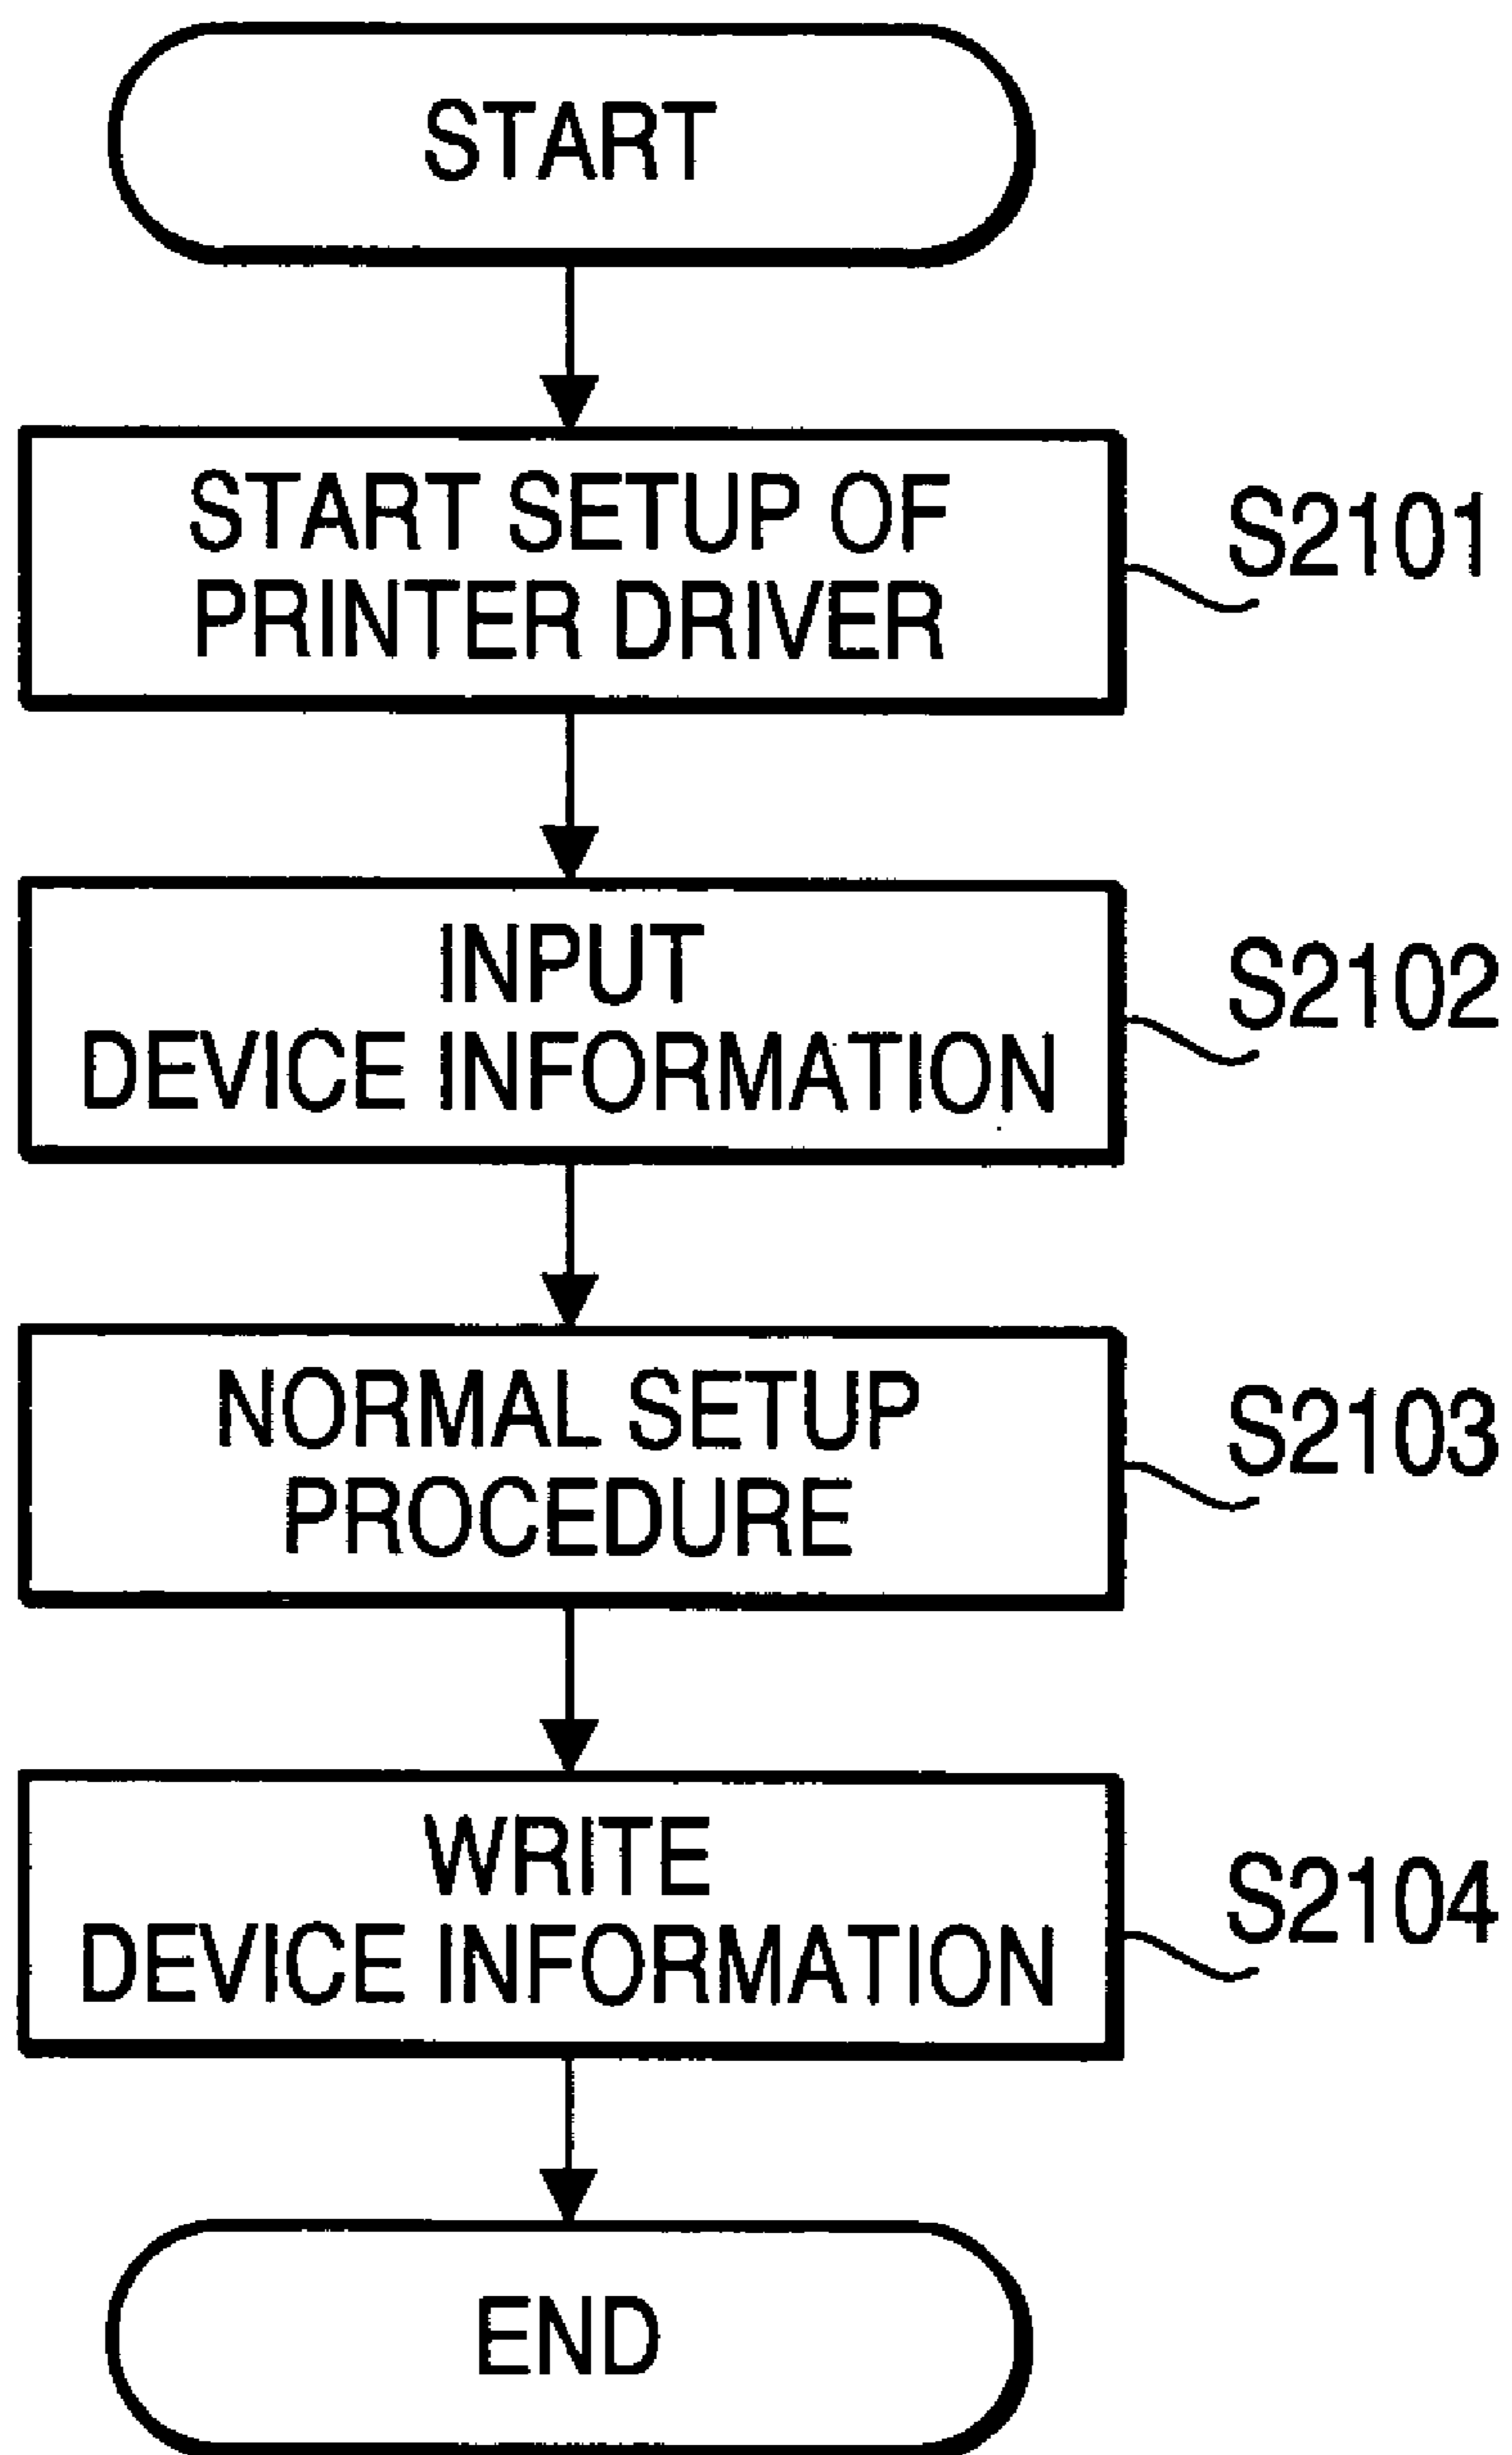 START
START SETUP OF
PRINTER DRIVER
S2101
INPUT
DEVICE INFORMATION
S2102
NORMAL SETUP
PROCEDURE
S2103
WRITE
DEVICE INFORMATION
S2104
END